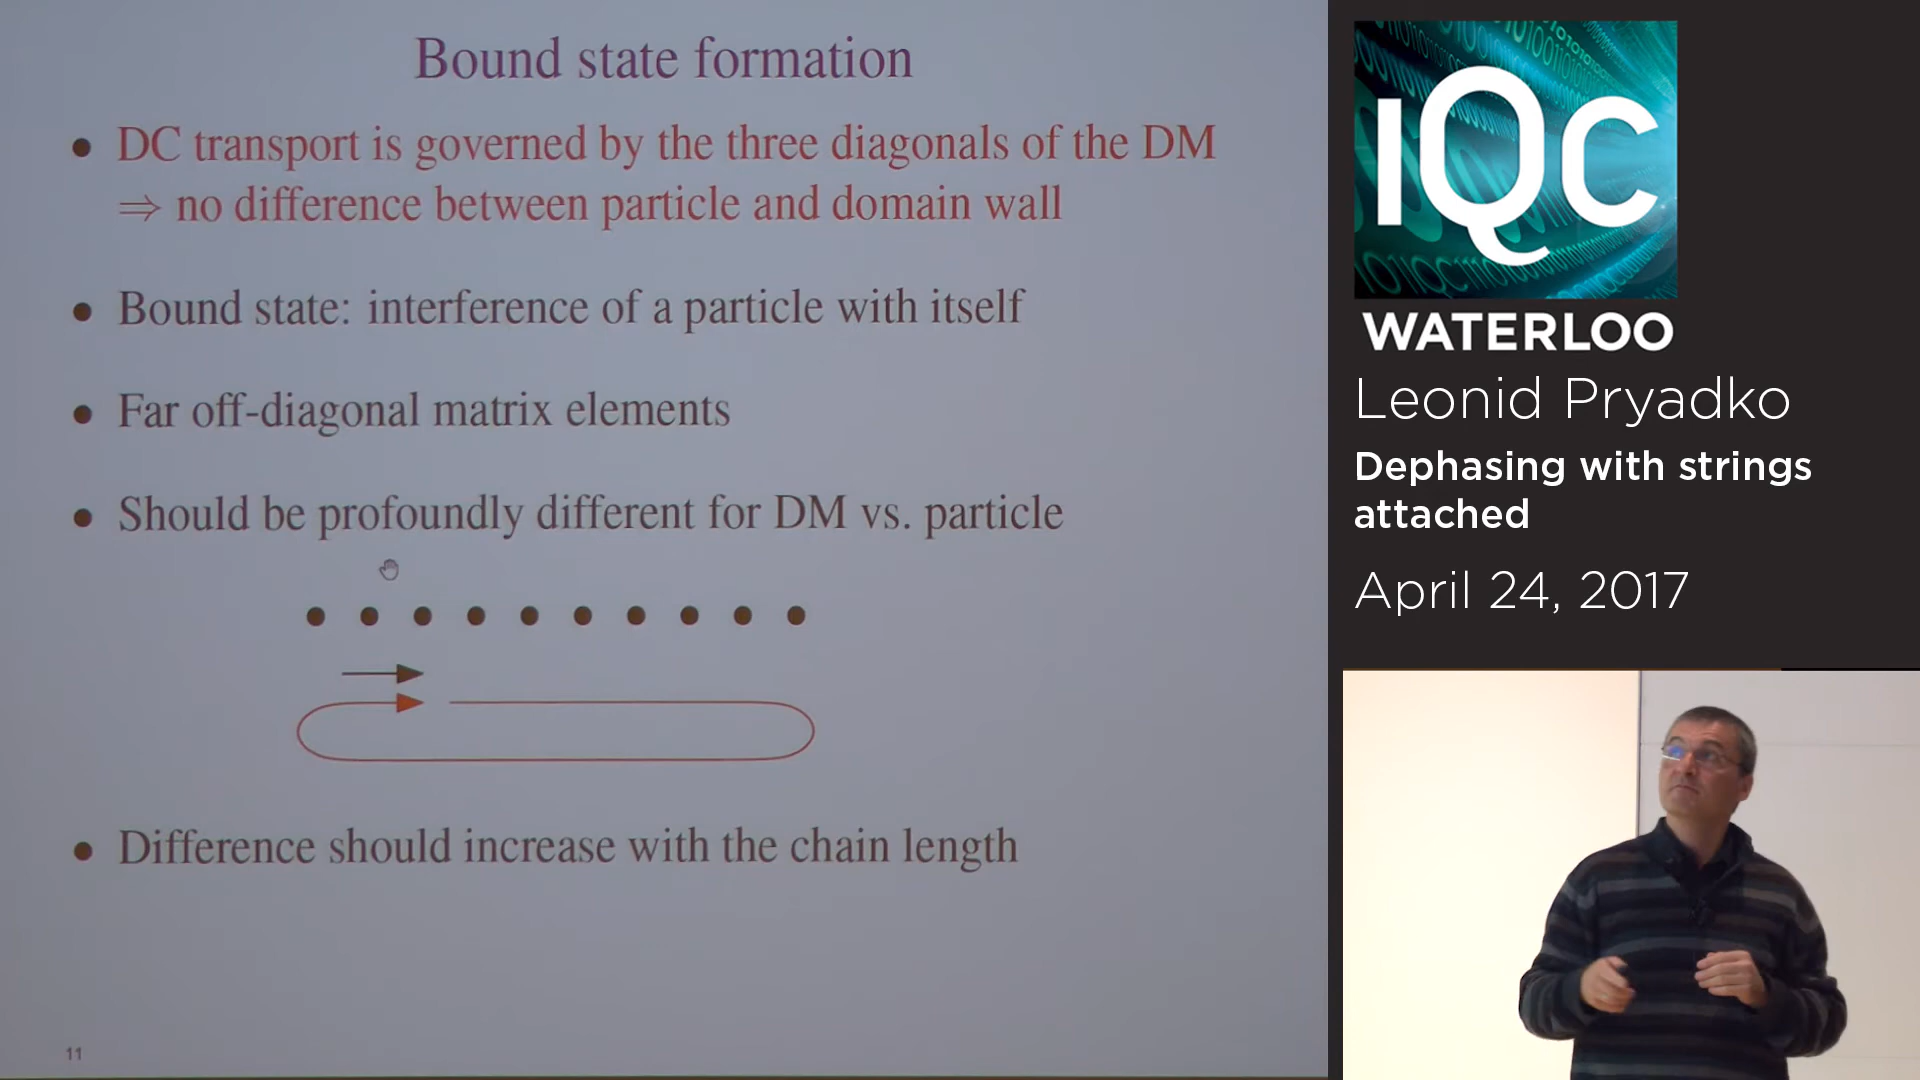 Bound state formation
• DC transport is governed by the three diagonals of the DM
⇒ no difference between particle and domain wall
• Bound state: interference of a particle with itself
• Far off-diagonal matrix elements
• Should be profoundly different for DM vs. particle
• Difference should increase with the chain length
11
IQC
WATERLOO
Leonid Pryadko
Dephasing with strings
attached
April 24, 2017